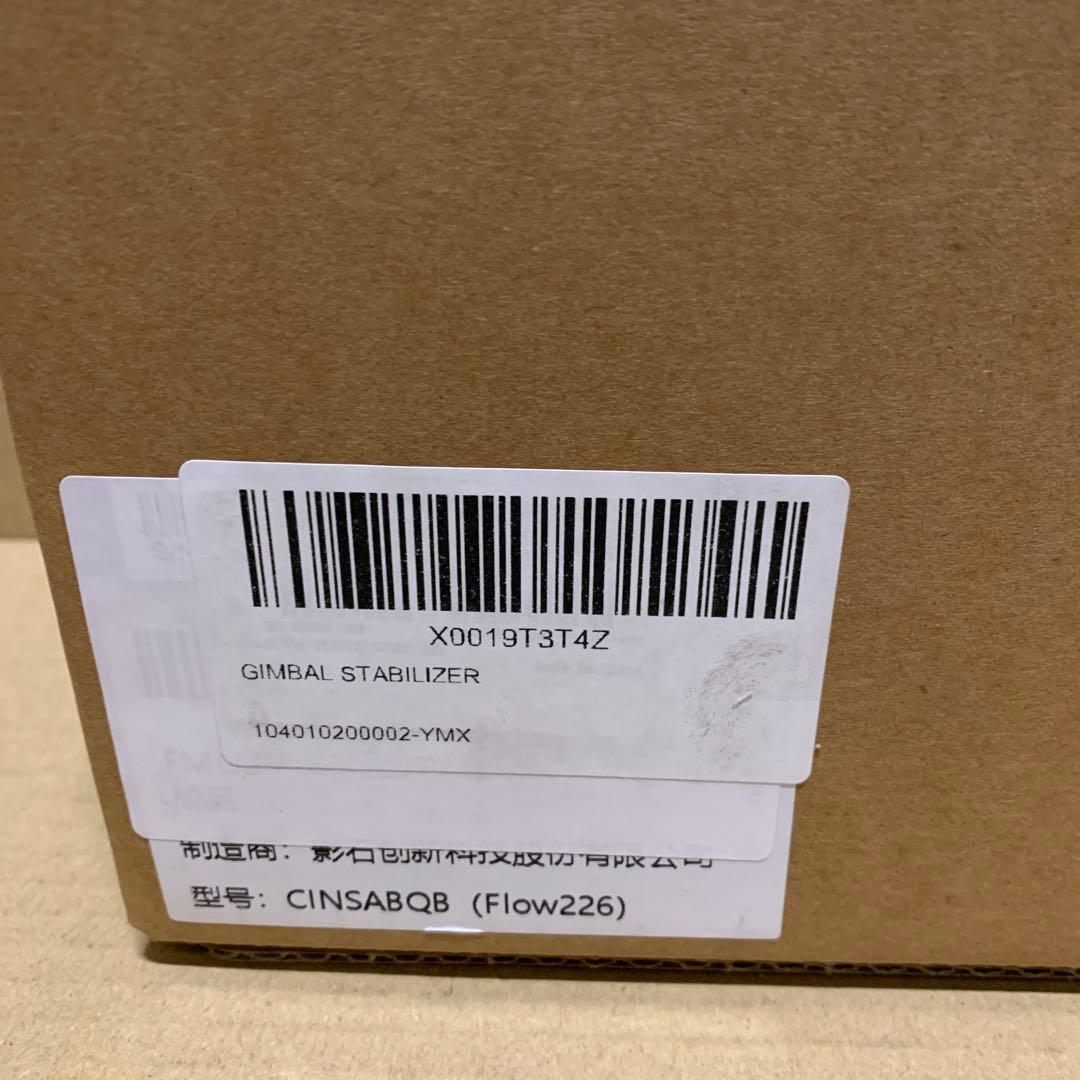 X0019T3T4Z
GIMBAL STABILIZER
104010200002-YMX
制造商：影石创新科技股份有限公司
型号：CINSABQB（Flow226）